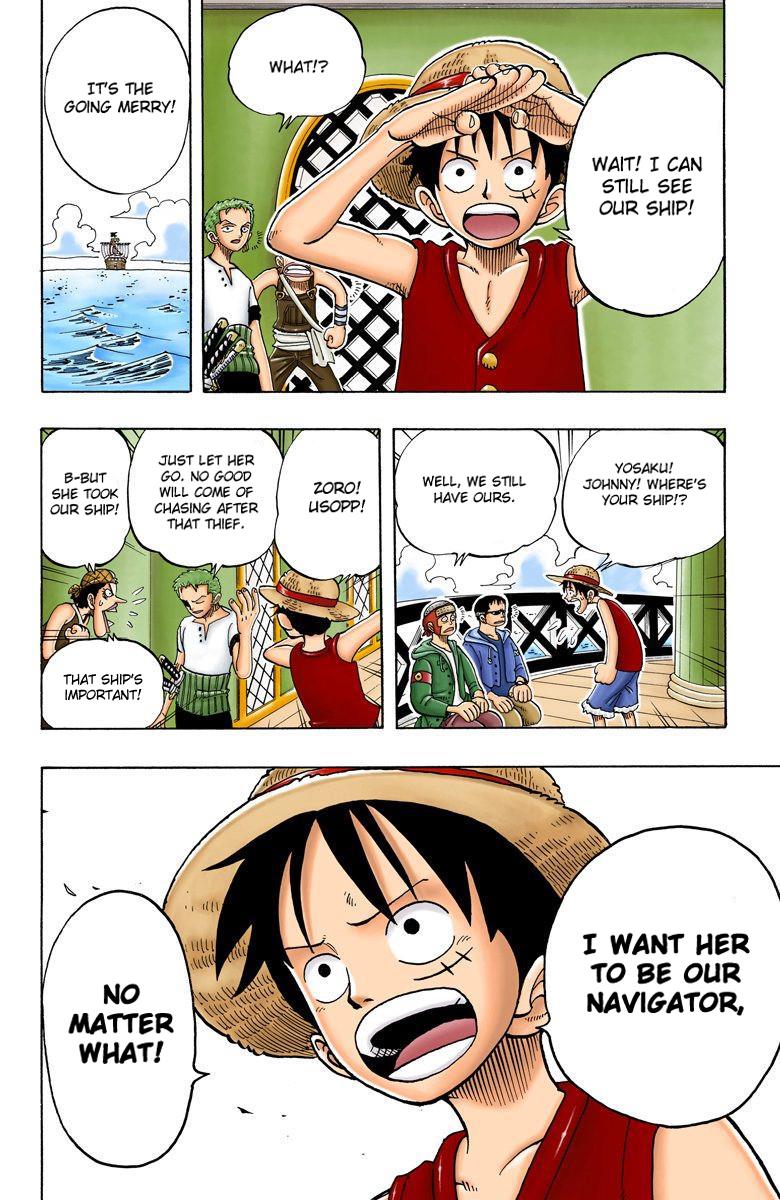 WAIT! I CAN
STILL SEE
OUR SHIP!
WHAT!?
IT'S THE
GOING MERRY!
YOSAKU!
JOHNNY! WHERE'S
YOUR SHIP!?
WELL, WE STILL
HAVE OURS.
ZORO!
USOPP!
JUST LET HER
GO. NO GOOD
WILL COME OF
CHASING AFTER
THAT THIEF.
B-BUT
SHE TOOK
OUR SHIP!
THAT SHIP'S
IMPORTANT!
I WANT HER
TO BE OUR
NAVIGATOR,
NO
MATTER
WHAT!